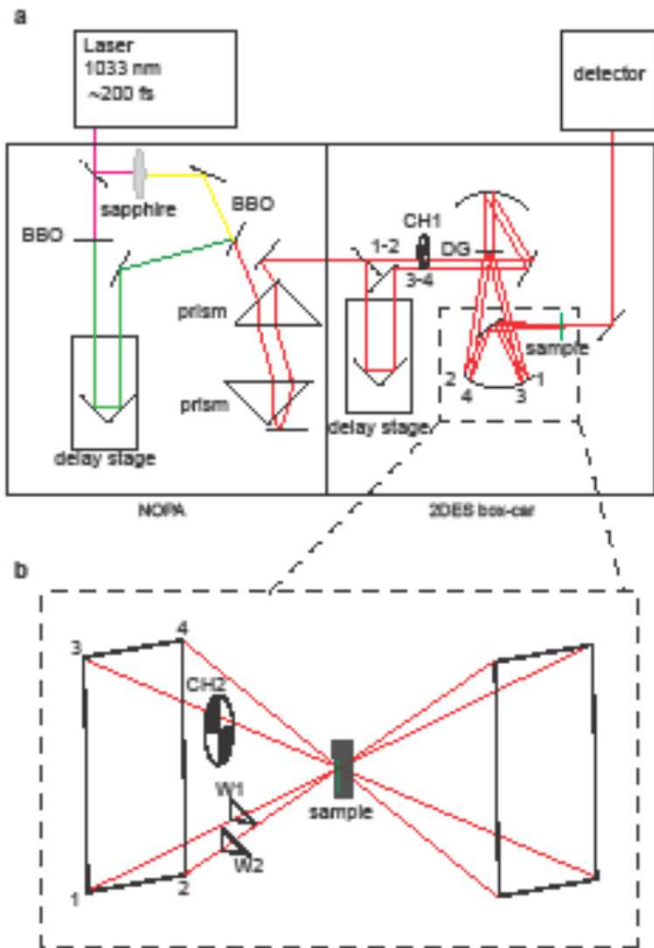 a
Laser
1033 nm
~200 fs
detector
sapphire
BBO
BBO
CH1
1-2
DG
3-4
prism
sample
prism
2
4
3
1
delay stage
delay stage
NOPA
2DES box-car
b
4
3
CH2
W1
sample
W2
1
2